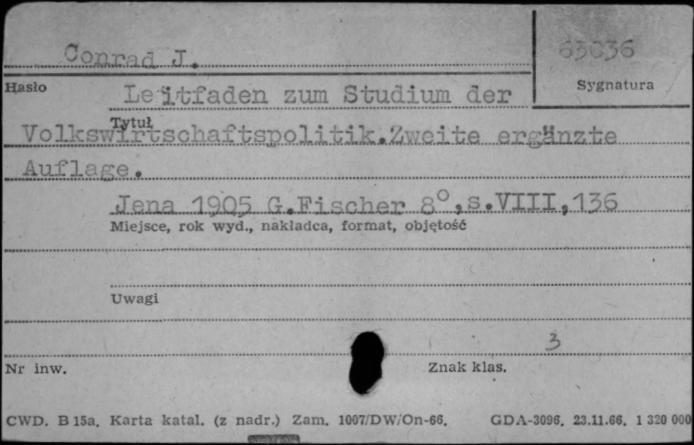 Conrad J.
63636
Hasło
Sygnatura
Leitfaden zum Studium der
Tytuł
Volkswirtschaftspolitik.Zweite ergänzte
Auflage.
Jena 1905 G.Fischer 8°,s.VIII,136
Miejsce, rok wyd., nakładca, format, objętość
Uwagi
3
Nr inw.
Znak klas.
CWD. B 15a. Karta katal. (z nadr.) Zam. 1007/DW/On-66. GDA-3096. 23.11.66. 1 320 000